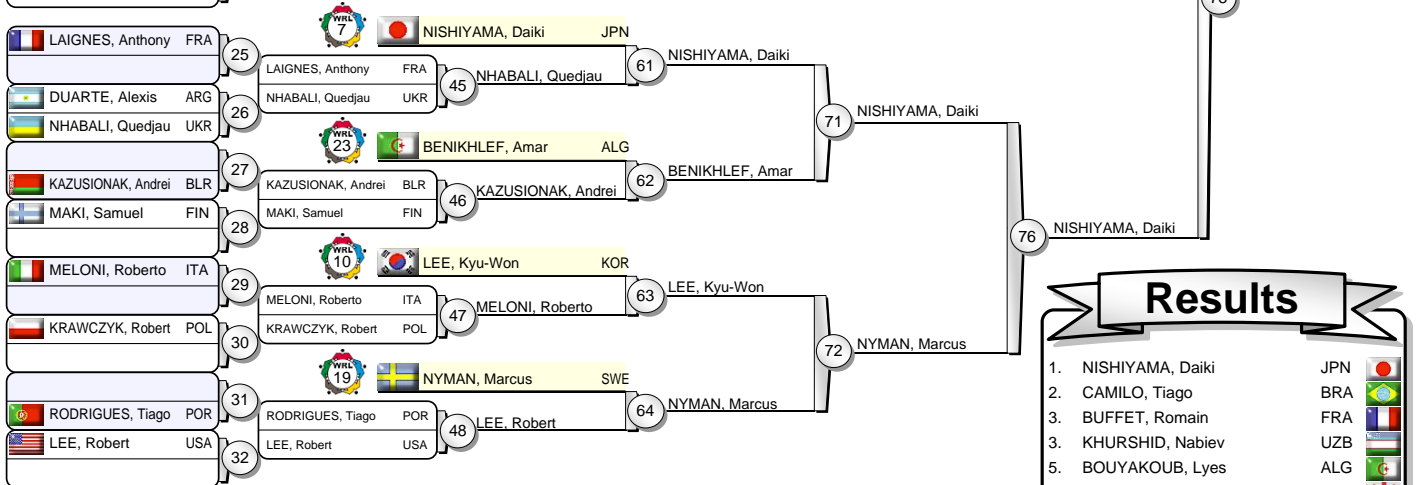 LAIGNES, Anthony FRA
25
DUARTE, Alexis ARG
26
NHABALI, Quedjau UKR
27
KAZUSIONAK, Andrei BLR
MAKI, Samuel FIN
28
MELONI, Roberto ITA
29
KRAWCZYK, Robert POL
30
31
RODRIGUES, Tiago POR
LEE, Robert USA
32
WRL
7
NISHIYAMA, Daiki JPN
LAIGNES, Anthony FRA
NHABALI, Quedjau UKR
45
NHABALI, Quedjau
WRL
23
BENIKHLEF, Amar ALG
KAZUSIONAK, Andrei BLR
MAKI, Samuel FIN
46
KAZUSIONAK, Andrei
WRL
10
LEE, Kyu-Won KOR
MELONI, Roberto ITA
KRAWCZYK, Robert POL
47
MELONI, Roberto
WRL
19
NYMAN, Marcus SWE
RODRIGUES, Tiago POR
LEE, Robert USA
48
LEE, Robert
61
NISHIYAMA, Daiki
62
BENIKHLEF, Amar
63
LEE, Kyu-Won
64
NYMAN, Marcus
71
NISHIYAMA, Daiki
72
NYMAN, Marcus
76
NISHIYAMA, Daiki
Results
1. NISHIYAMA, Daiki JPN
2. CAMILO, Tiago BRA
3. BUFFET, Romain FRA
3. KHURSHID, Nabiev UZB
5. BOUYAKOUB, Lyes ALG